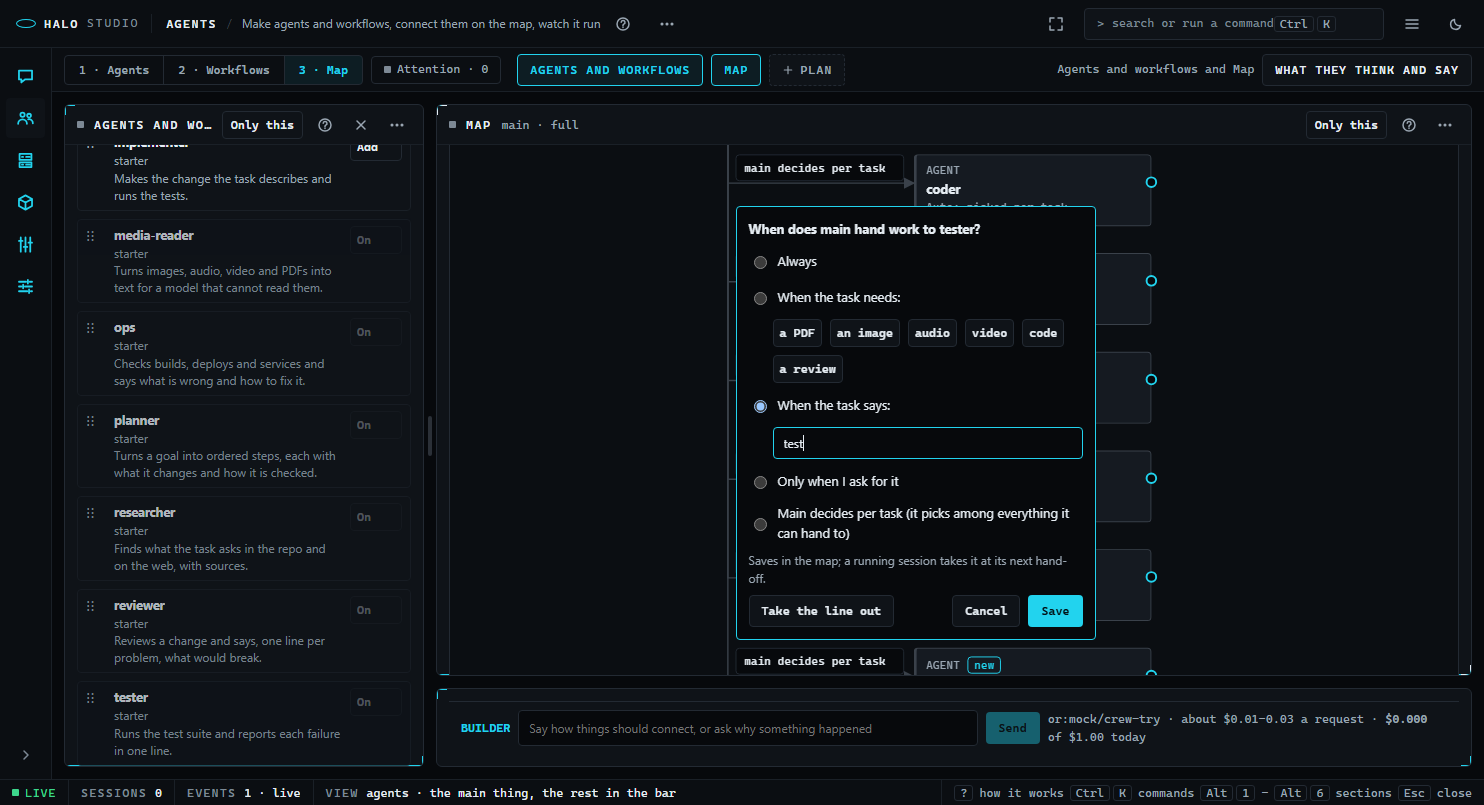 HALO STUDIO AGENTS / Make agents and workflows, connect them on the map, watch it run ? ...
> search or run a command Ctrl K
1 · Agents 2 · Workflows 3 · Map Attention · 0 AGENTS AND WORKFLOWS MAP + PLAN
Agents and workflows and Map WHAT THEY THINK AND SAY
AGENTS AND WO… Only this ?
implementer
Add
starter
Makes the change the task describes and
runs the tests.
media-reader
On
starter
Turns images, audio, video and PDFs into
text for a model that cannot read them.
ops
On
starter
Checks builds, deploys and services and
says what is wrong and how to fix it.
planner
On
starter
Turns a goal into ordered steps, each with
what it changes and how it is checked.
researcher
On
starter
Finds what the task asks in the repo and
on the web, with sources.
reviewer
On
starter
Reviews a change and says, one line per
problem, what would break.
tester
On
starter
Runs the test suite and reports each failure
in one line.
MAP main · full Only this ?
main decides per task
AGENT
coder
Auto: picked per task
When does main hand work to tester?
Always
When the task needs:
a PDF an image audio video code
a review
When the task says:
test
Only when I ask for it
Main decides per task (it picks among everything it
can hand to)
Saves in the map; a running session takes it at its next hand-
off.
Take the line out Cancel Save
main decides per task
AGENT new
BUILDER Say how things should connect, or ask why something happened Send
or:mock/crew-try · about $0.01–0.03 a request · $0.000
of $1.00 today
LIVE SESSIONS 0 EVENTS 1 · live VIEW agents · the main thing, the rest in the bar
? how it works Ctrl K commands Alt 1 – Alt 6 sections Esc close